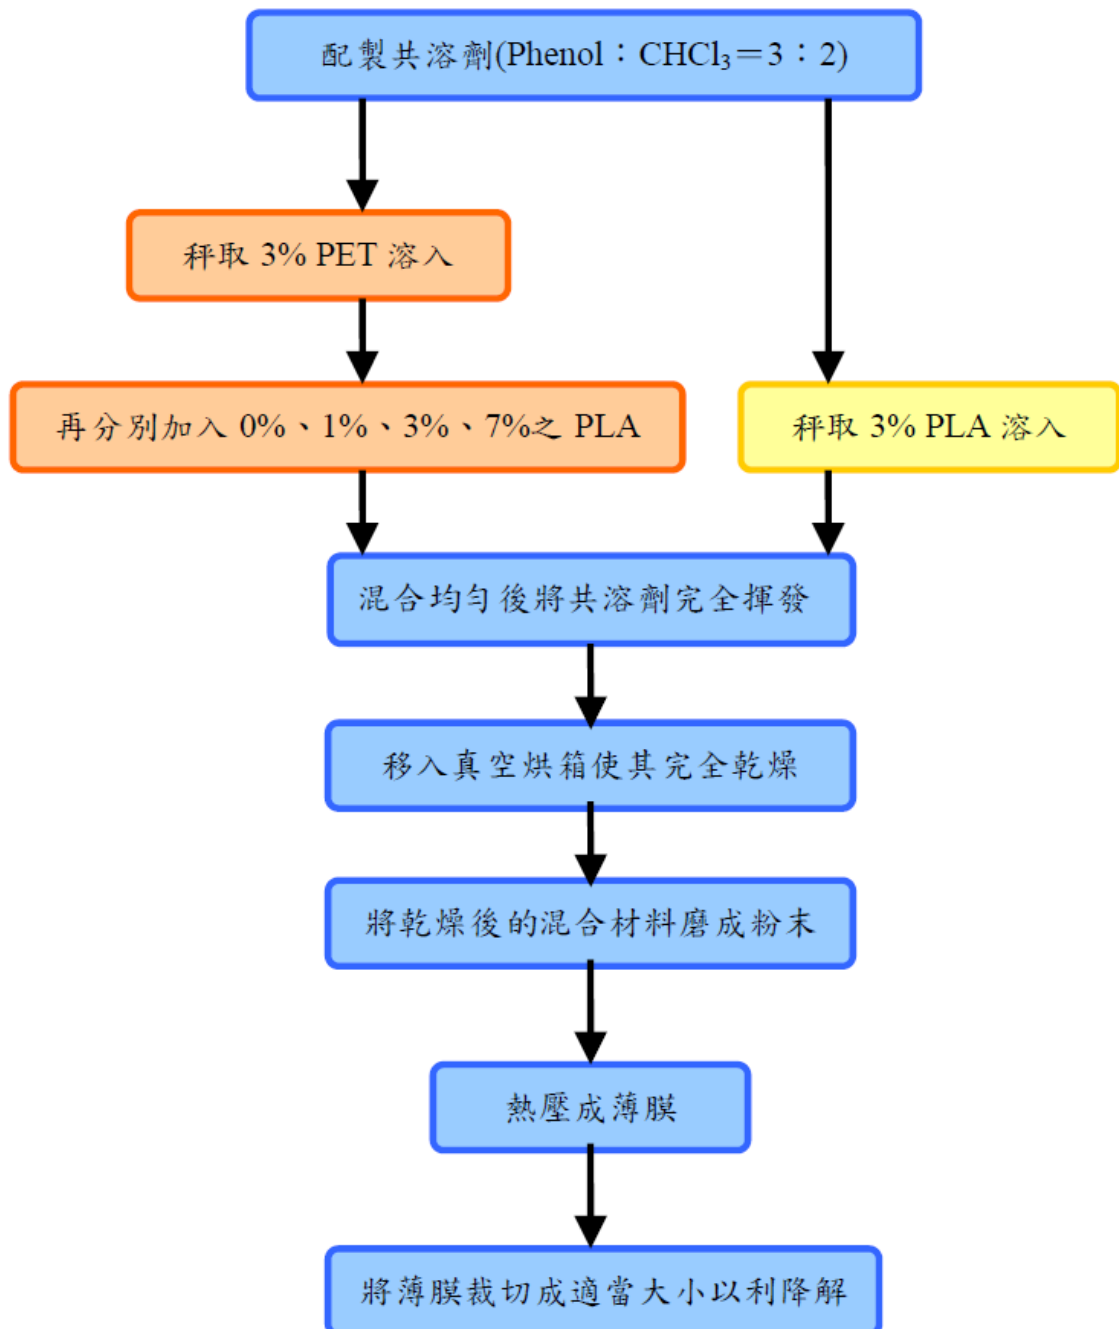 配製共溶劑(Phenol：CHCl₃＝3：2)
秤取 3% PET 溶入
再分別加入 0%、1%、3%、7%之 PLA
秤取 3% PLA 溶入
混合均勻後將共溶劑完全揮發
移入真空烘箱使其完全乾燥
將乾燥後的混合材料磨成粉末
熱壓成薄膜
將薄膜裁切成適當大小以利降解